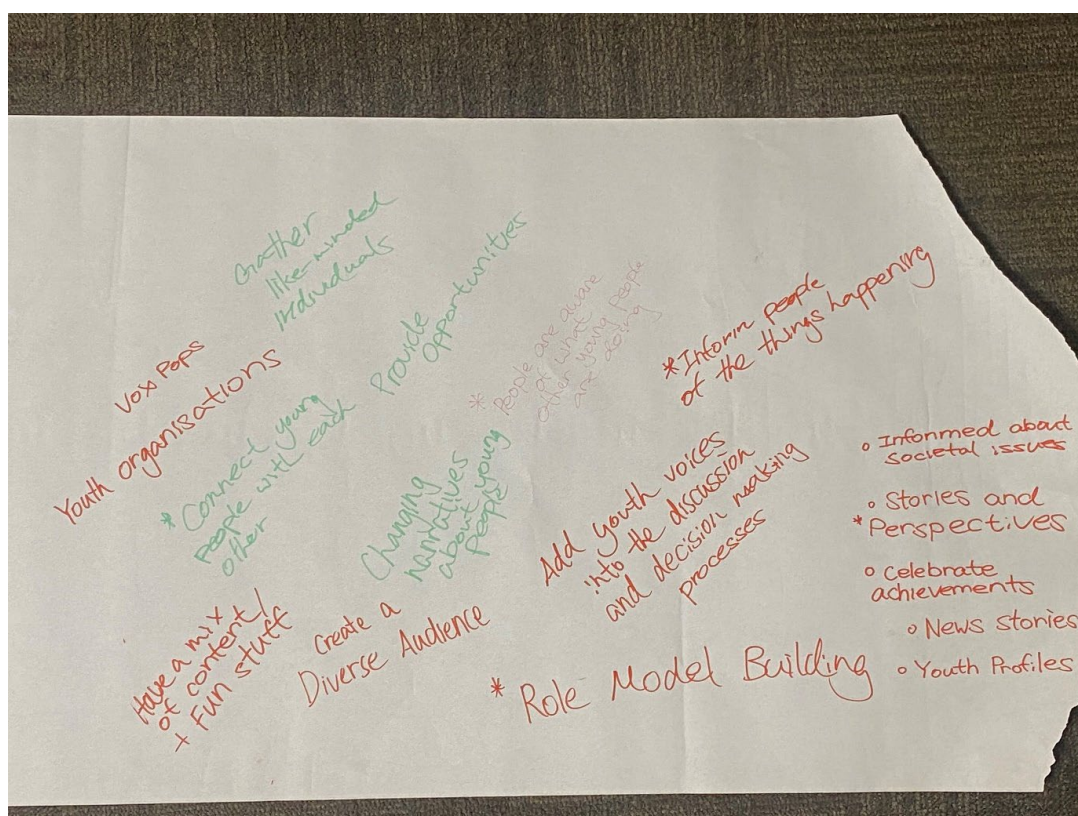 Gather
like-minded
individuals
Provide
Opportunities
* People are aware
of what
other young people
are doing
* Inform people
of the things happening
Vox Pops
Youth organisations
* Connect young
people with each
other
Changing
narratives
about young
people
Add youth voices
into the discussion
and decision making
processes
o Informed about
societal issues
o Stories and
* Perspectives
o Celebrate
achievements
o News stories
o Youth Profiles
Have a mix
of content/
+ Fun stuff
Create a
Diverse Audience
* Role Model Building